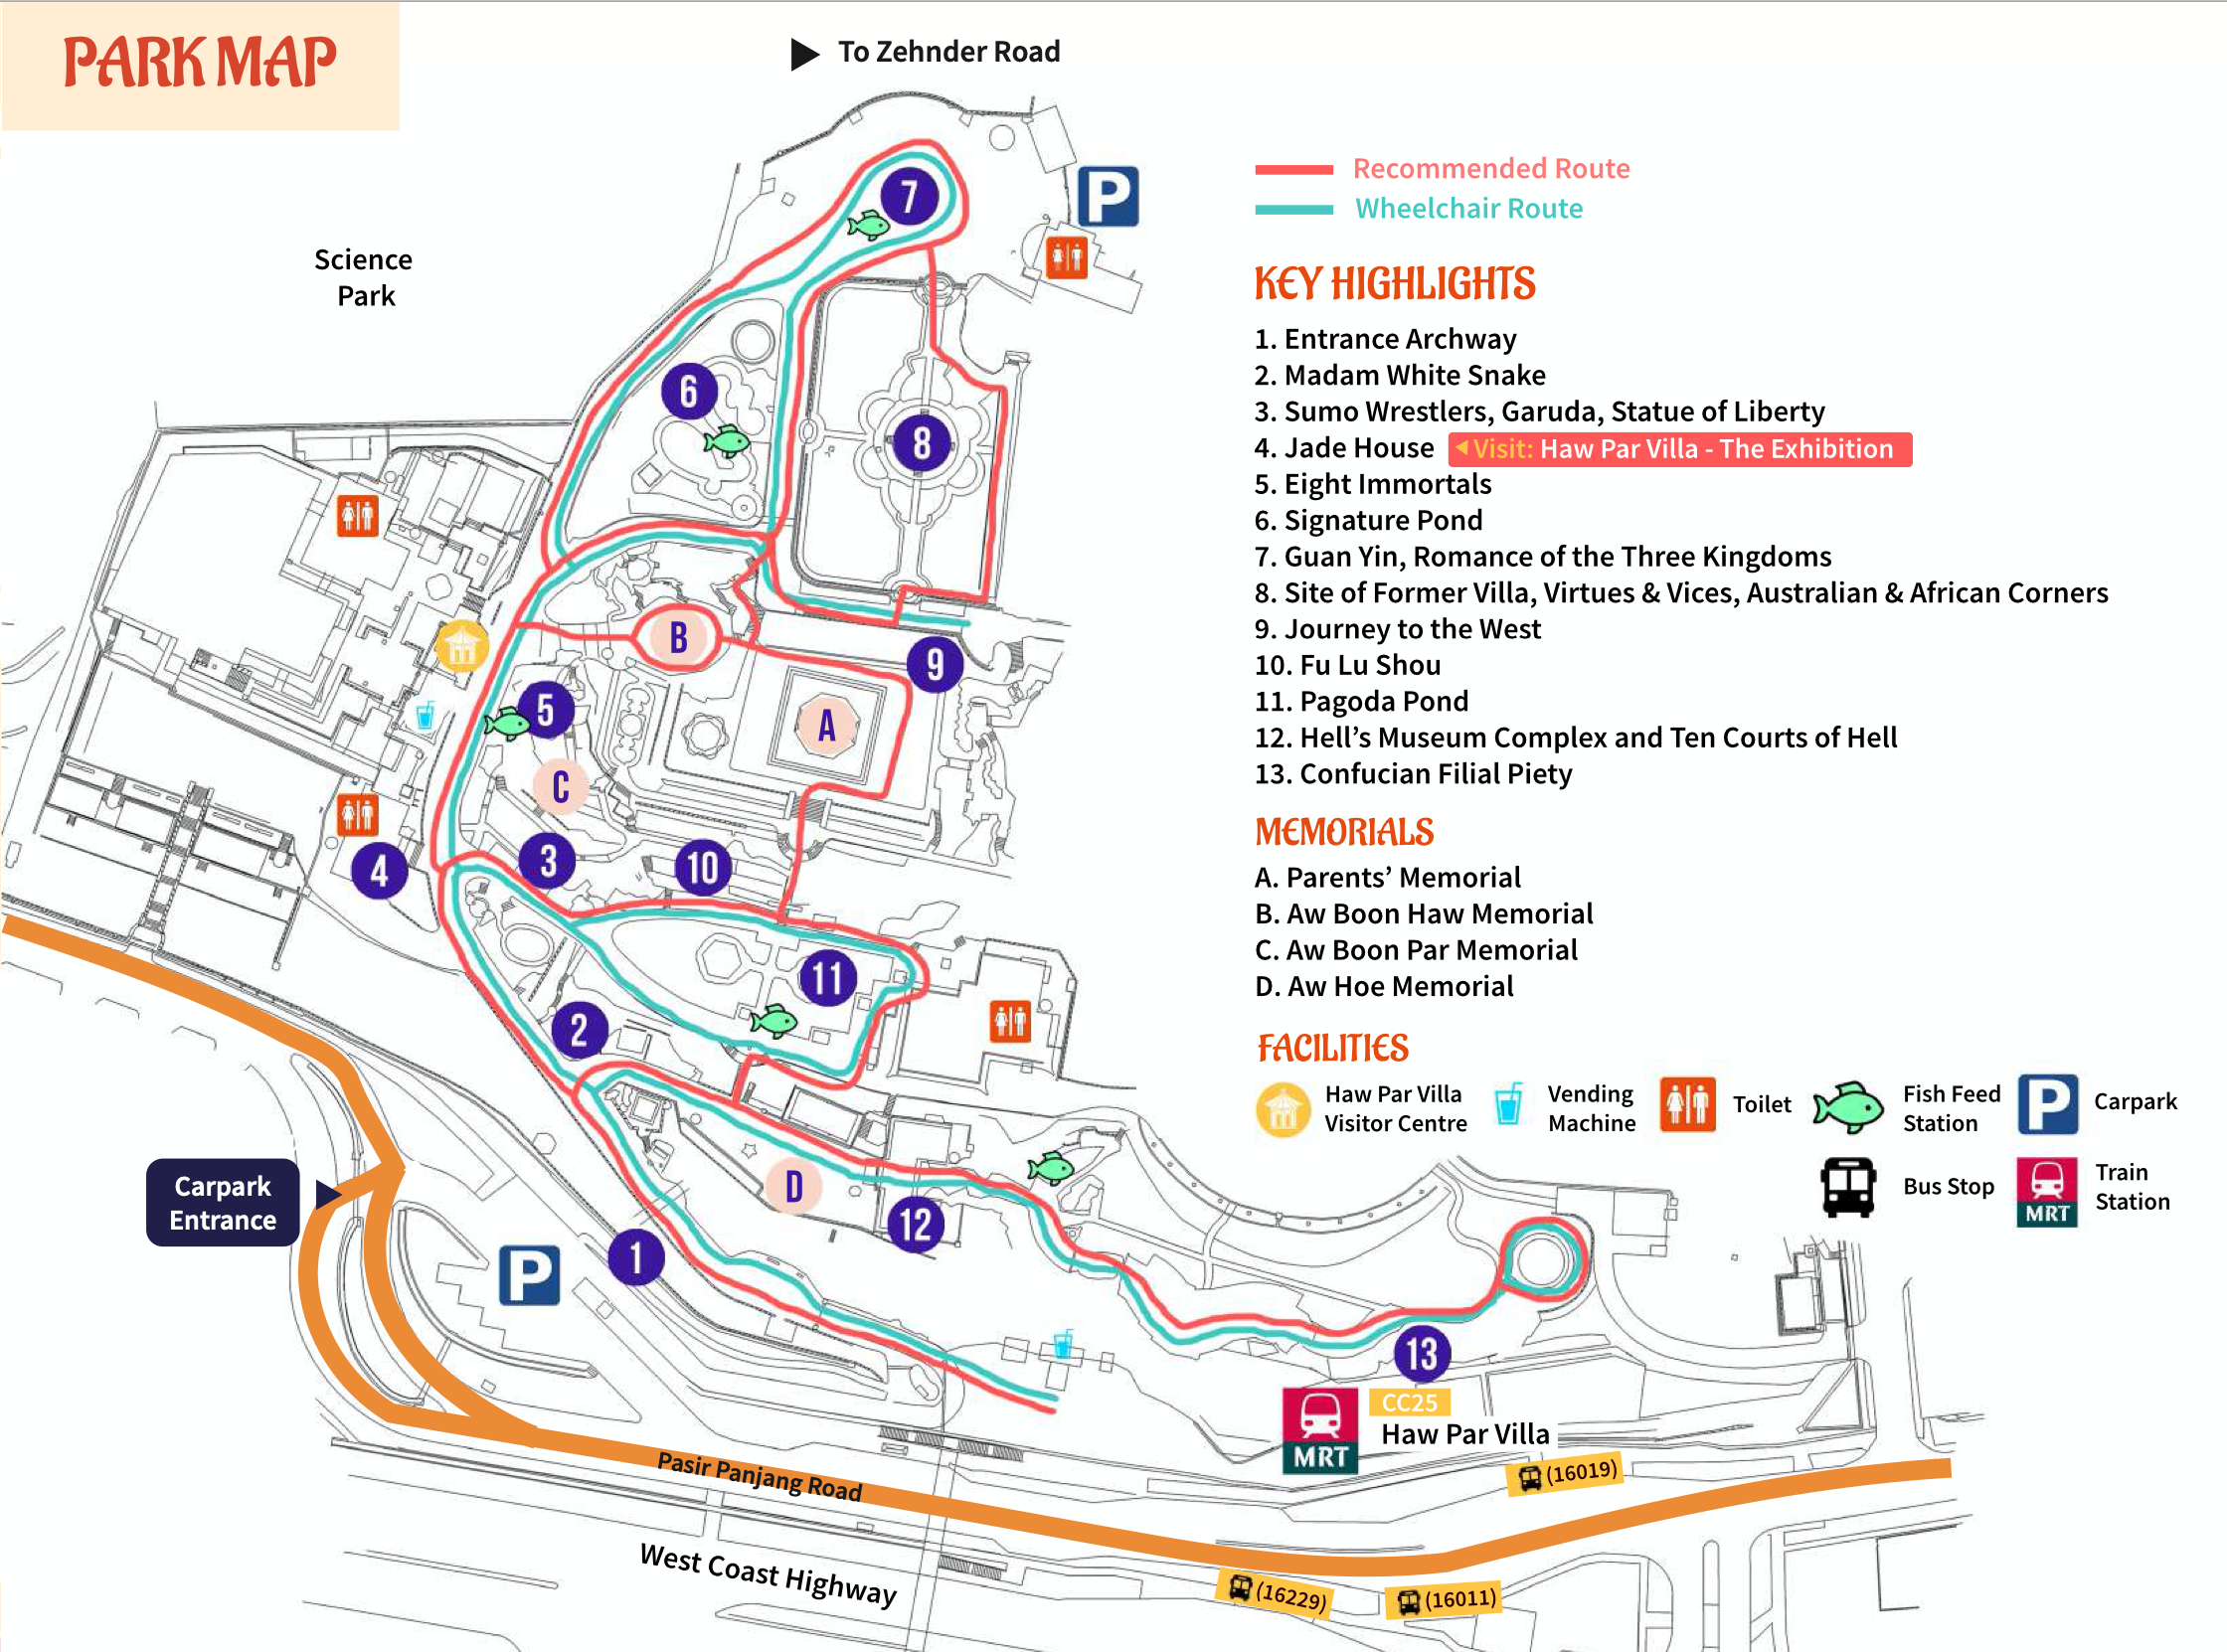 PARK MAP
To Zehnder Road
Science
Park
P
7
6
8
B
9
5
A
C
3
4
10
11
2
D
12
1
13
Carpark
Entrance
P
MRT
CC25
Haw Par Villa
(16019)
Pasir Panjang Road
West Coast Highway
(16229)
(16011)
Recommended Route
Wheelchair Route
KEY HIGHLIGHTS
1. Entrance Archway
2. Madam White Snake
3. Sumo Wrestlers, Garuda, Statue of Liberty
4. Jade House Visit: Haw Par Villa - The Exhibition
5. Eight Immortals
6. Signature Pond
7. Guan Yin, Romance of the Three Kingdoms
8. Site of Former Villa, Virtues & Vices, Australian & African Corners
9. Journey to the West
10. Fu Lu Shou
11. Pagoda Pond
12. Hell's Museum Complex and Ten Courts of Hell
13. Confucian Filial Piety
MEMORIALS
A. Parents' Memorial
B. Aw Boon Haw Memorial
C. Aw Boon Par Memorial
D. Aw Hoe Memorial
FACILITIES
Haw Par Villa
Visitor Centre
Vending
Machine
Toilet
Fish Feed
Station
P
Carpark
Bus Stop
MRT
Train
Station